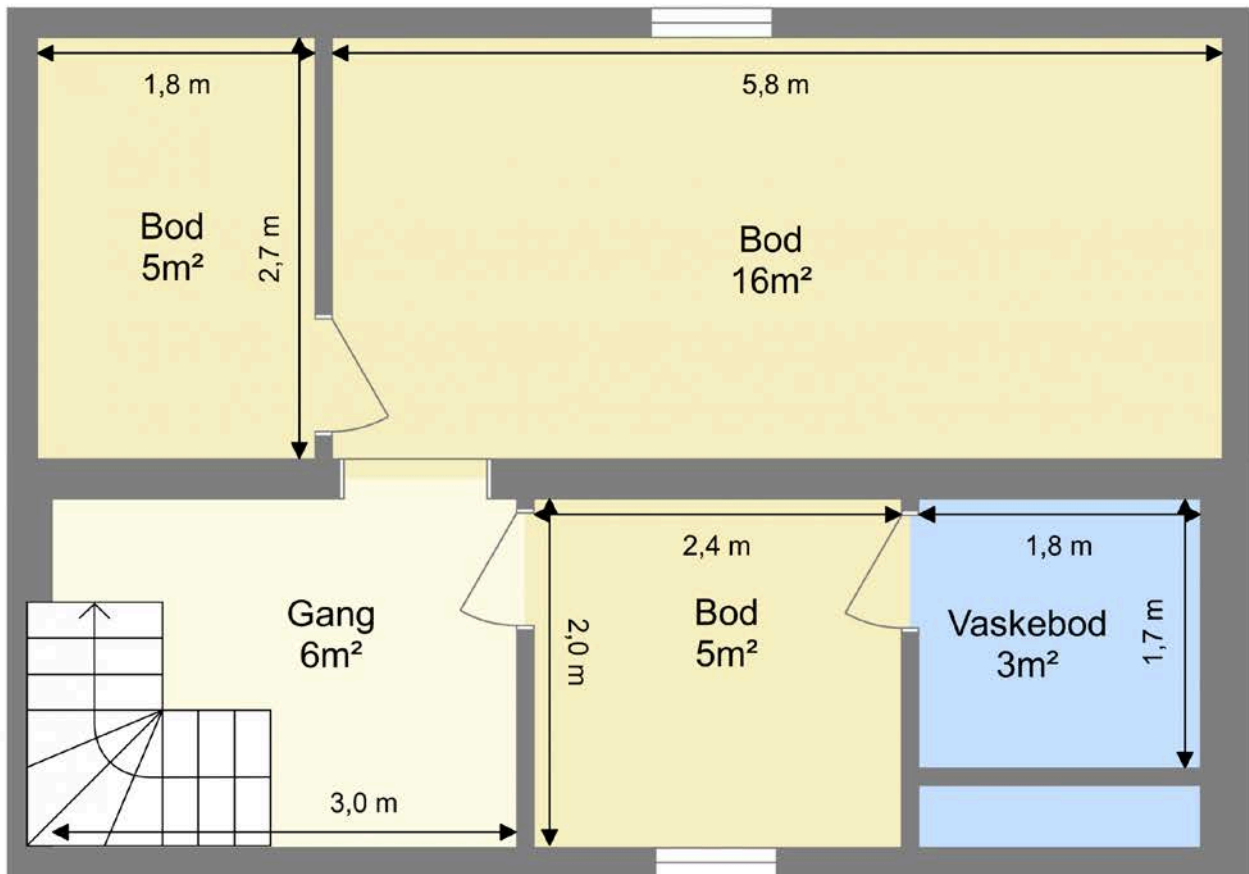 1,8 m
5,8 m
Bod
5m²
2,7 m
Bod
16m²
2,4 m
1,8 m
Gang
6m²
2,0 m
Bod
5m²
Vaskebod
3m²
1,7 m
3,0 m